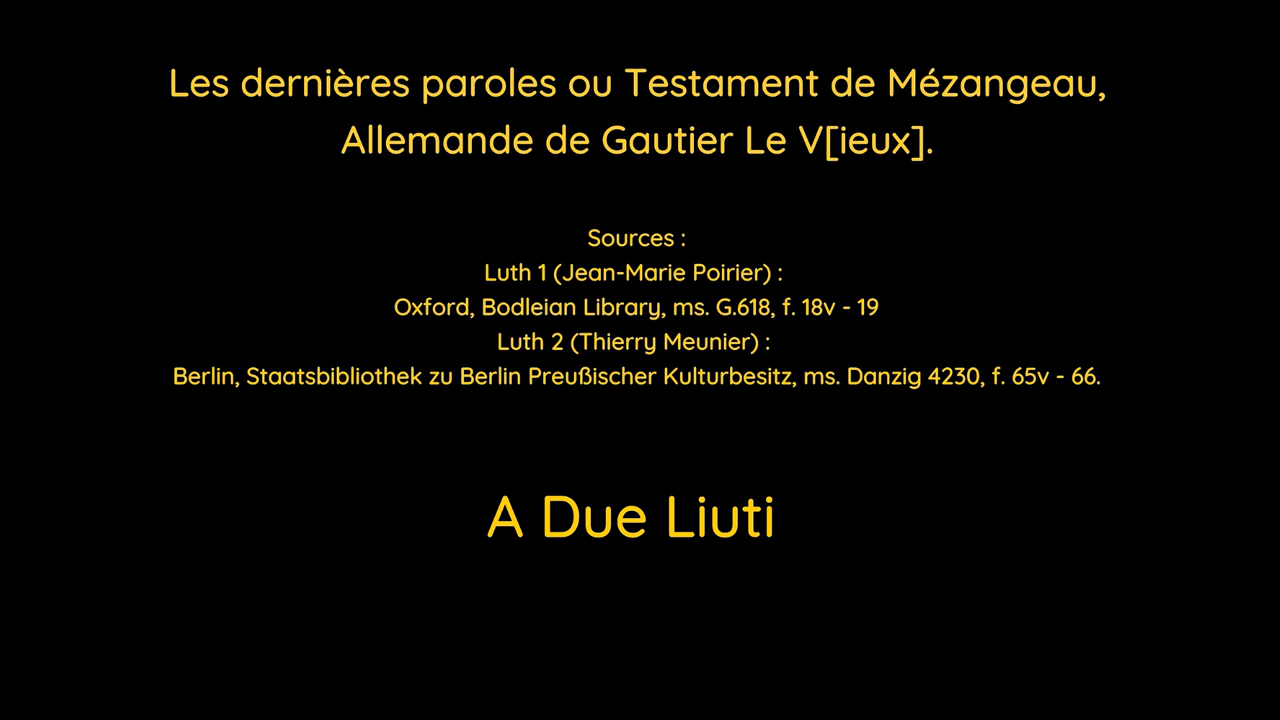 Les dernières paroles ou Testament de Mézangeau,
Allemande de Gautier Le V[ieux].
Sources :
Luth 1 (Jean-Marie Poirier) :
Oxford, Bodleian Library, ms. G.618, f. 18v - 19
Luth 2 (Thierry Meunier) :
Berlin, Staatsbibliothek zu Berlin Preußischer Kulturbesitz, ms. Danzig 4230, f. 65v - 66.
A Due Liuti